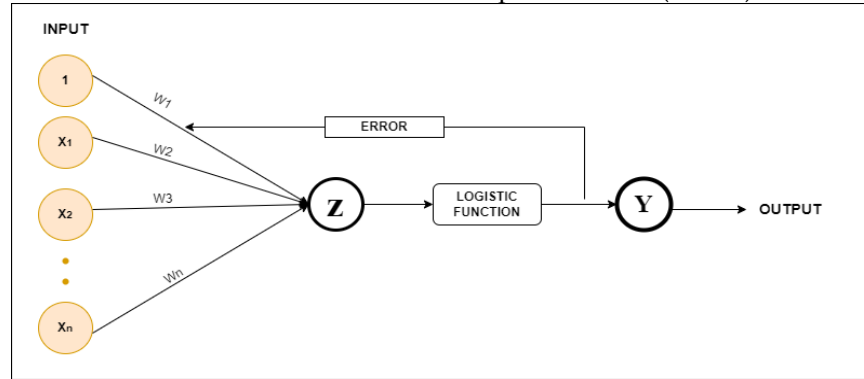 INPUT
1
W1
ERROR
X1
W2
W3
X2
Z
LOGISTIC
FUNCTION
Y
OUTPUT
Wn
Xn